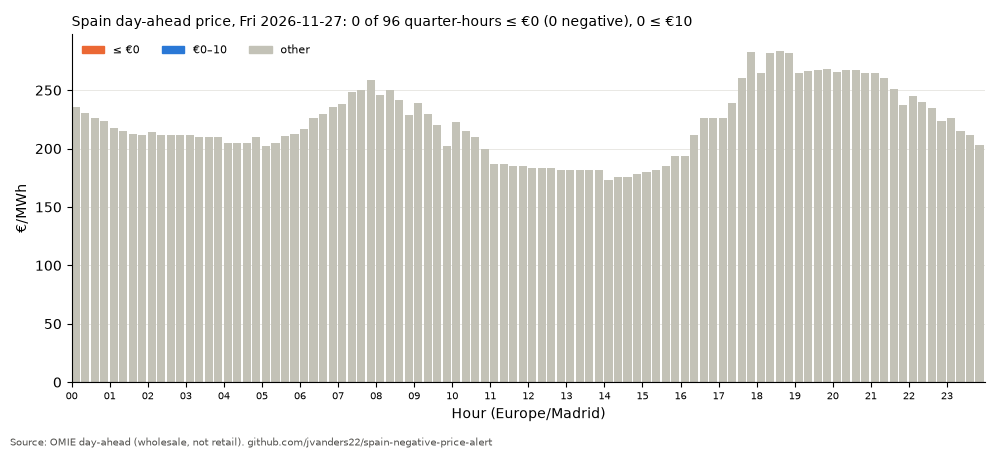 Spain day-ahead price, Fri 2026-11-27: 0 of 96 quarter-hours ≤ €0 (0 negative), 0 ≤ €10
≤ €0 €0–10 other
€/MWh
250
200
150
100
50
0
00 01 02 03 04 05 06 07 08 09 10 11 12 13 14 15 16 17 18 19 20 21 22 23
Hour (Europe/Madrid)
Source: OMIE day-ahead (wholesale, not retail). github.com/jvanders22/spain-negative-price-alert